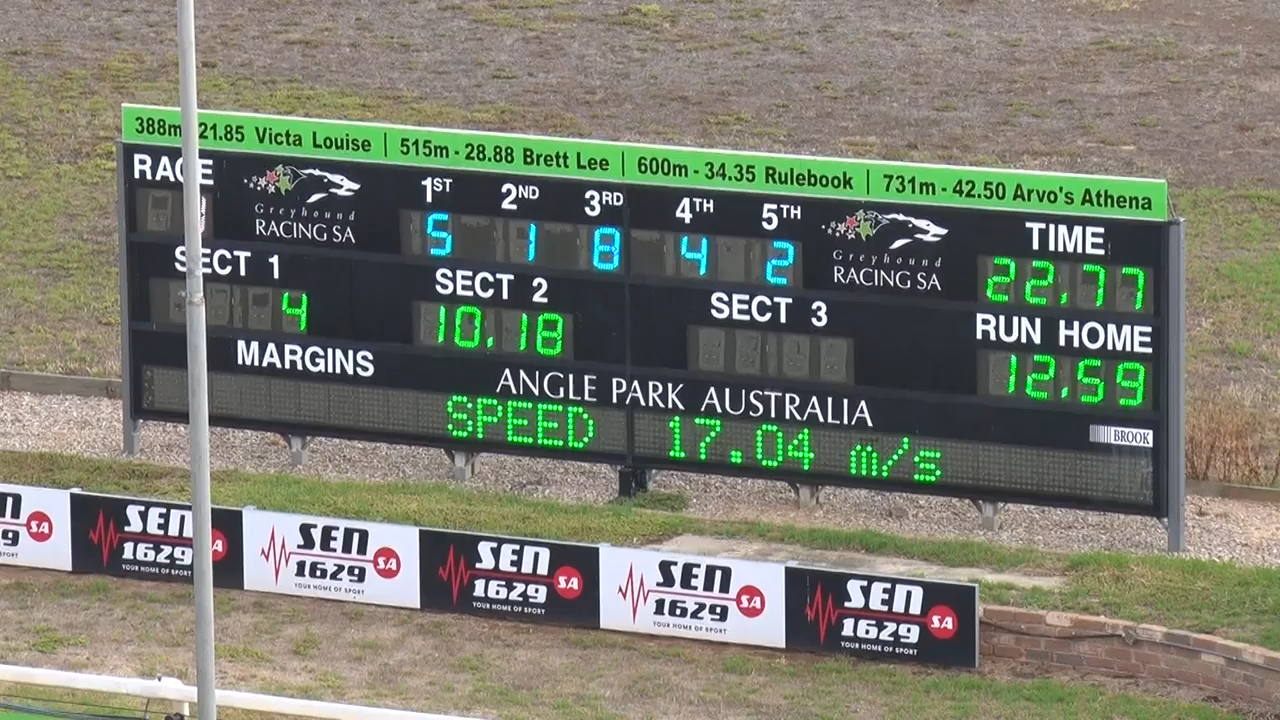 388m 21.85 Victa Louise | 515m - 28.88 Brett Lee | 600m - 34.35 Rulebook | 731m - 42.50 Arvo's Athena
RACE
Greyhound
RACING SA
1ST 2ND 3RD 4TH 5TH
5 1 8 4 2
Greyhound
RACING SA
TIME
22.77
SECT 1
4
SECT 2
10.18
SECT 3
RUN HOME
12.59
MARGINS
ANGLE PARK AUSTRALIA
BROOK
SPEED 17.04 m/s
SEN
1629
SA
YOUR HOME OF SPORT
SEN
1629
SA
YOUR HOME OF SPORT
SEN
1629
SA
YOUR HOME OF SPORT
SEN
1629
SA
YOUR HOME OF SPORT
SEN
1629
SA
YOUR HOME OF SPORT